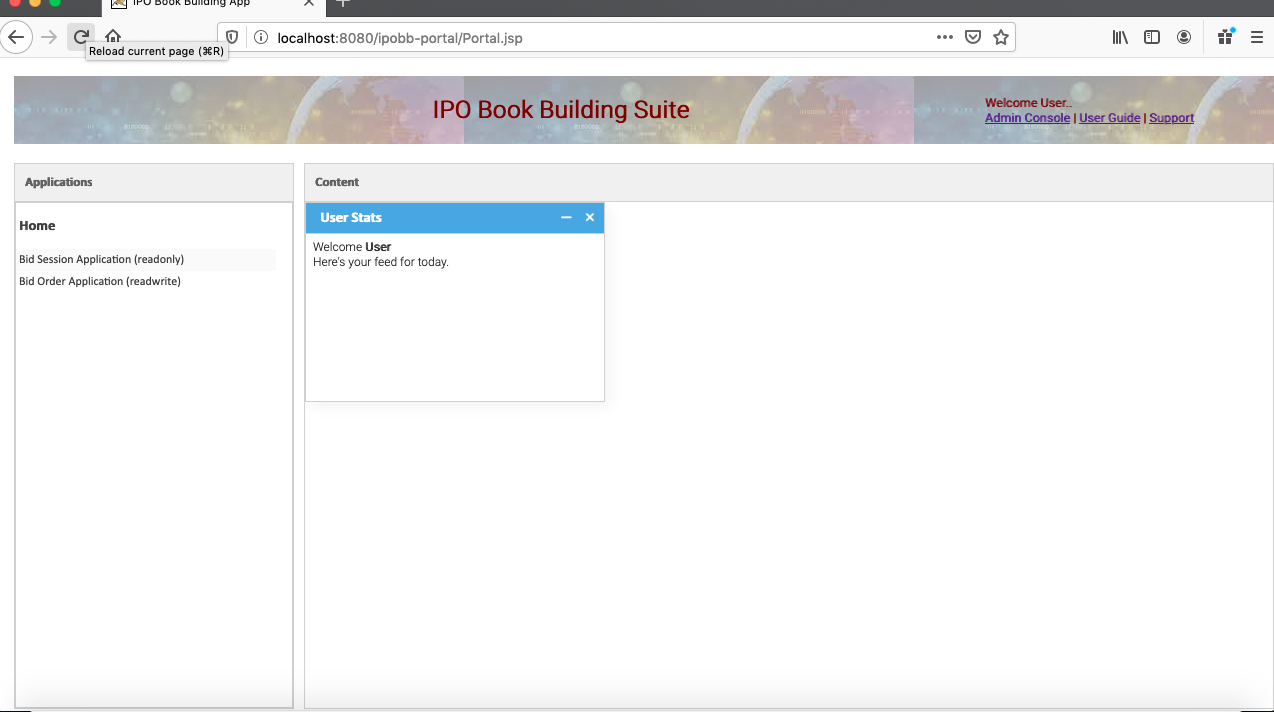 IPO Book Building App
localhost:8080/ipobb-portal/Portal.jsp
Reload current page (⌘R)
IPO Book Building Suite
Welcome User..
Admin Console | User Guide | Support
Applications
Home
Bid Session Application (readonly)
Bid Order Application (readwrite)
Content
User Stats
Welcome User
Here's your feed for today.